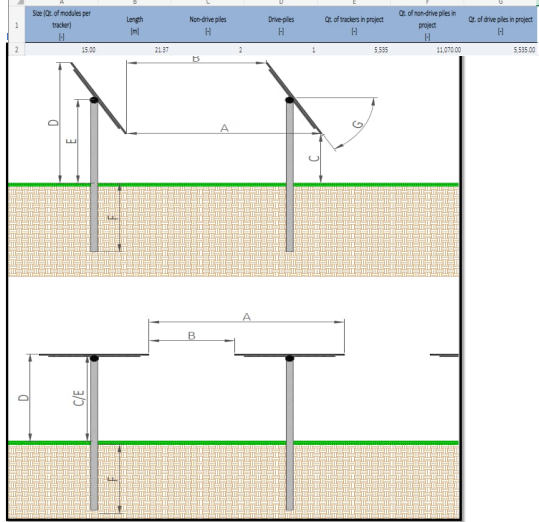 A B C D E F G
Size (Qt. of modules per Length Non-drive piles Drive-piles Qt. of trackers in project Qt. of non-drive piles in Qt. of drive piles in project
1 tracker) [m] [-] [-] [-] project [-]
[-] [-]
2 15.00 21.37 2 1 5,535 11,070.00 5,535.00
B
D
E
A
G
C
F
A
B
D
C/E
F